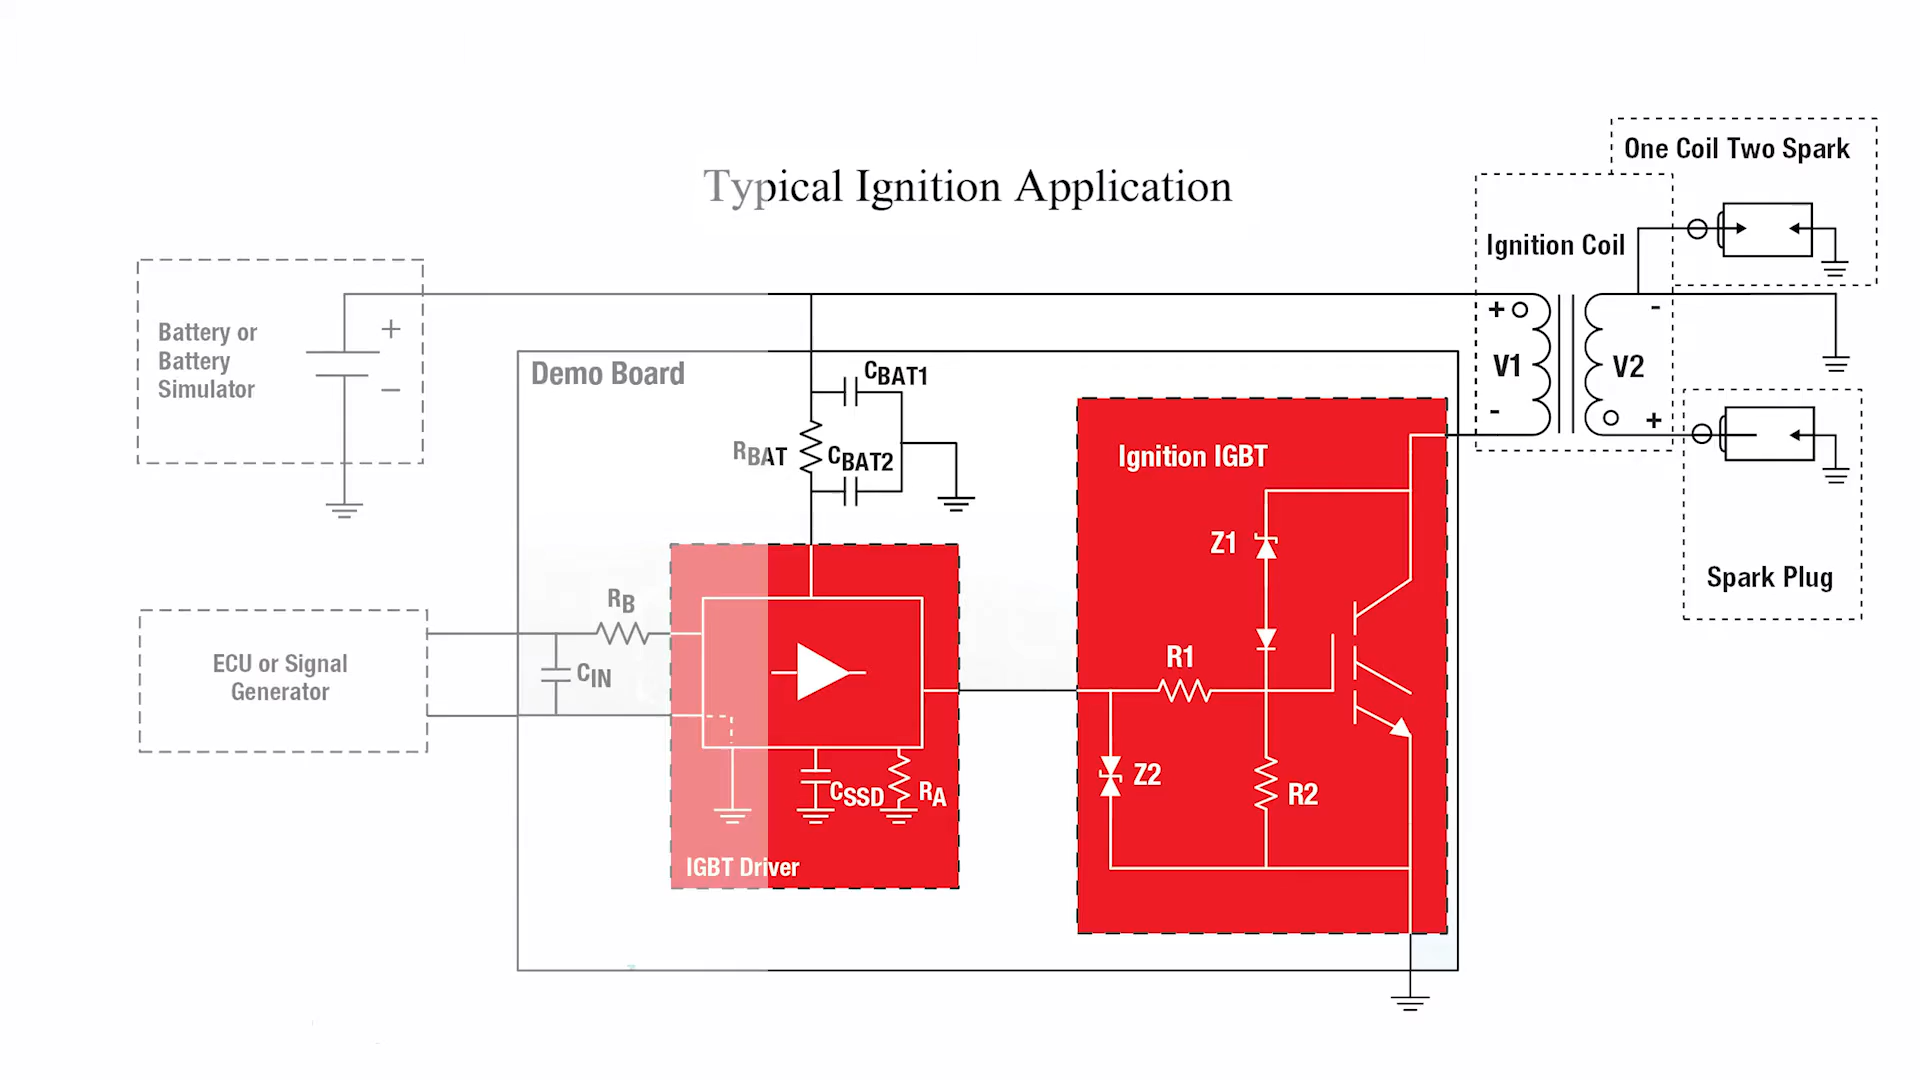 One Coil Two Spark
Typical Ignition Application
Ignition Coil
Battery or
Battery
Simulator
+
−
+
-
V1
V2
-
+
Demo Board
CBAT1
RBAT
CBAT2
Ignition IGBT
Z1
Spark Plug
RB
CIN
ECU or Signal
Generator
R1
Z2
R2
CSSD
RA
IGBT Driver